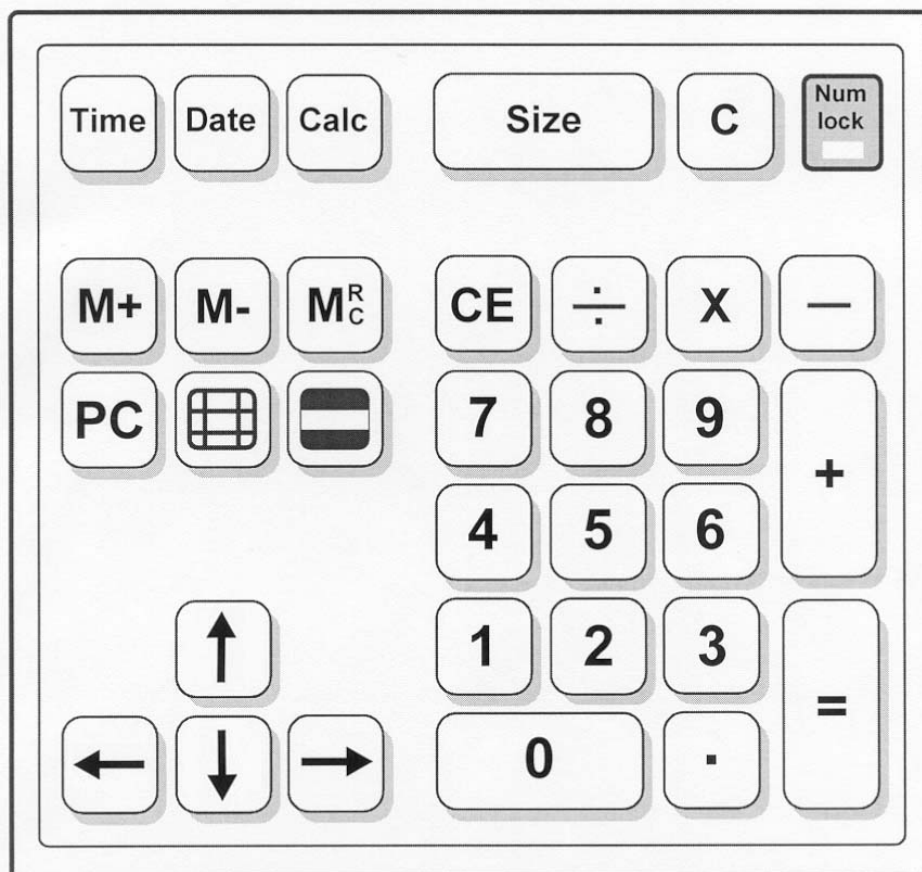 Time Date Calc Size C Num
lock
M+ M- MRC CE ÷ X —
PC 7 8 9 +
4 5 6
↑ 1 2 3 =
← ↓ → 0 .